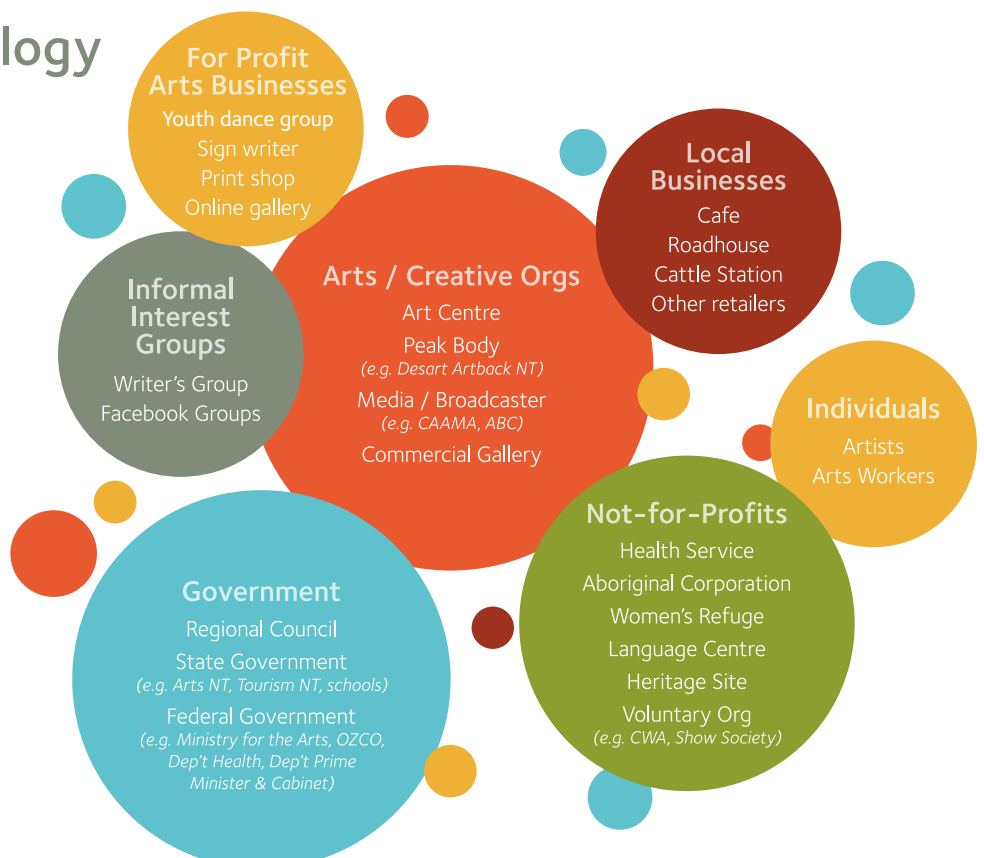 logy
For Profit
Arts Businesses
Youth dance group
Sign writer
Print shop
Online gallery
Local
Businesses
Cafe
Roadhouse
Cattle Station
Other retailers
Informal
Interest
Groups
Writer's Group
Facebook Groups
Arts / Creative Orgs
Art Centre
Peak Body
(e.g. Desart Artback NT)
Media / Broadcaster
(e.g. CAAMA, ABC)
Commercial Gallery
Individuals
Artists
Arts Workers
Government
Regional Council
State Government
(e.g. Arts NT, Tourism NT, schools)
Federal Government
(e.g. Ministry for the Arts, OZCO,
Dep't Health, Dep't Prime
Minister & Cabinet)
Not-for-Profits
Health Service
Aboriginal Corporation
Women's Refuge
Language Centre
Heritage Site
Voluntary Org
(e.g. CWA, Show Society)